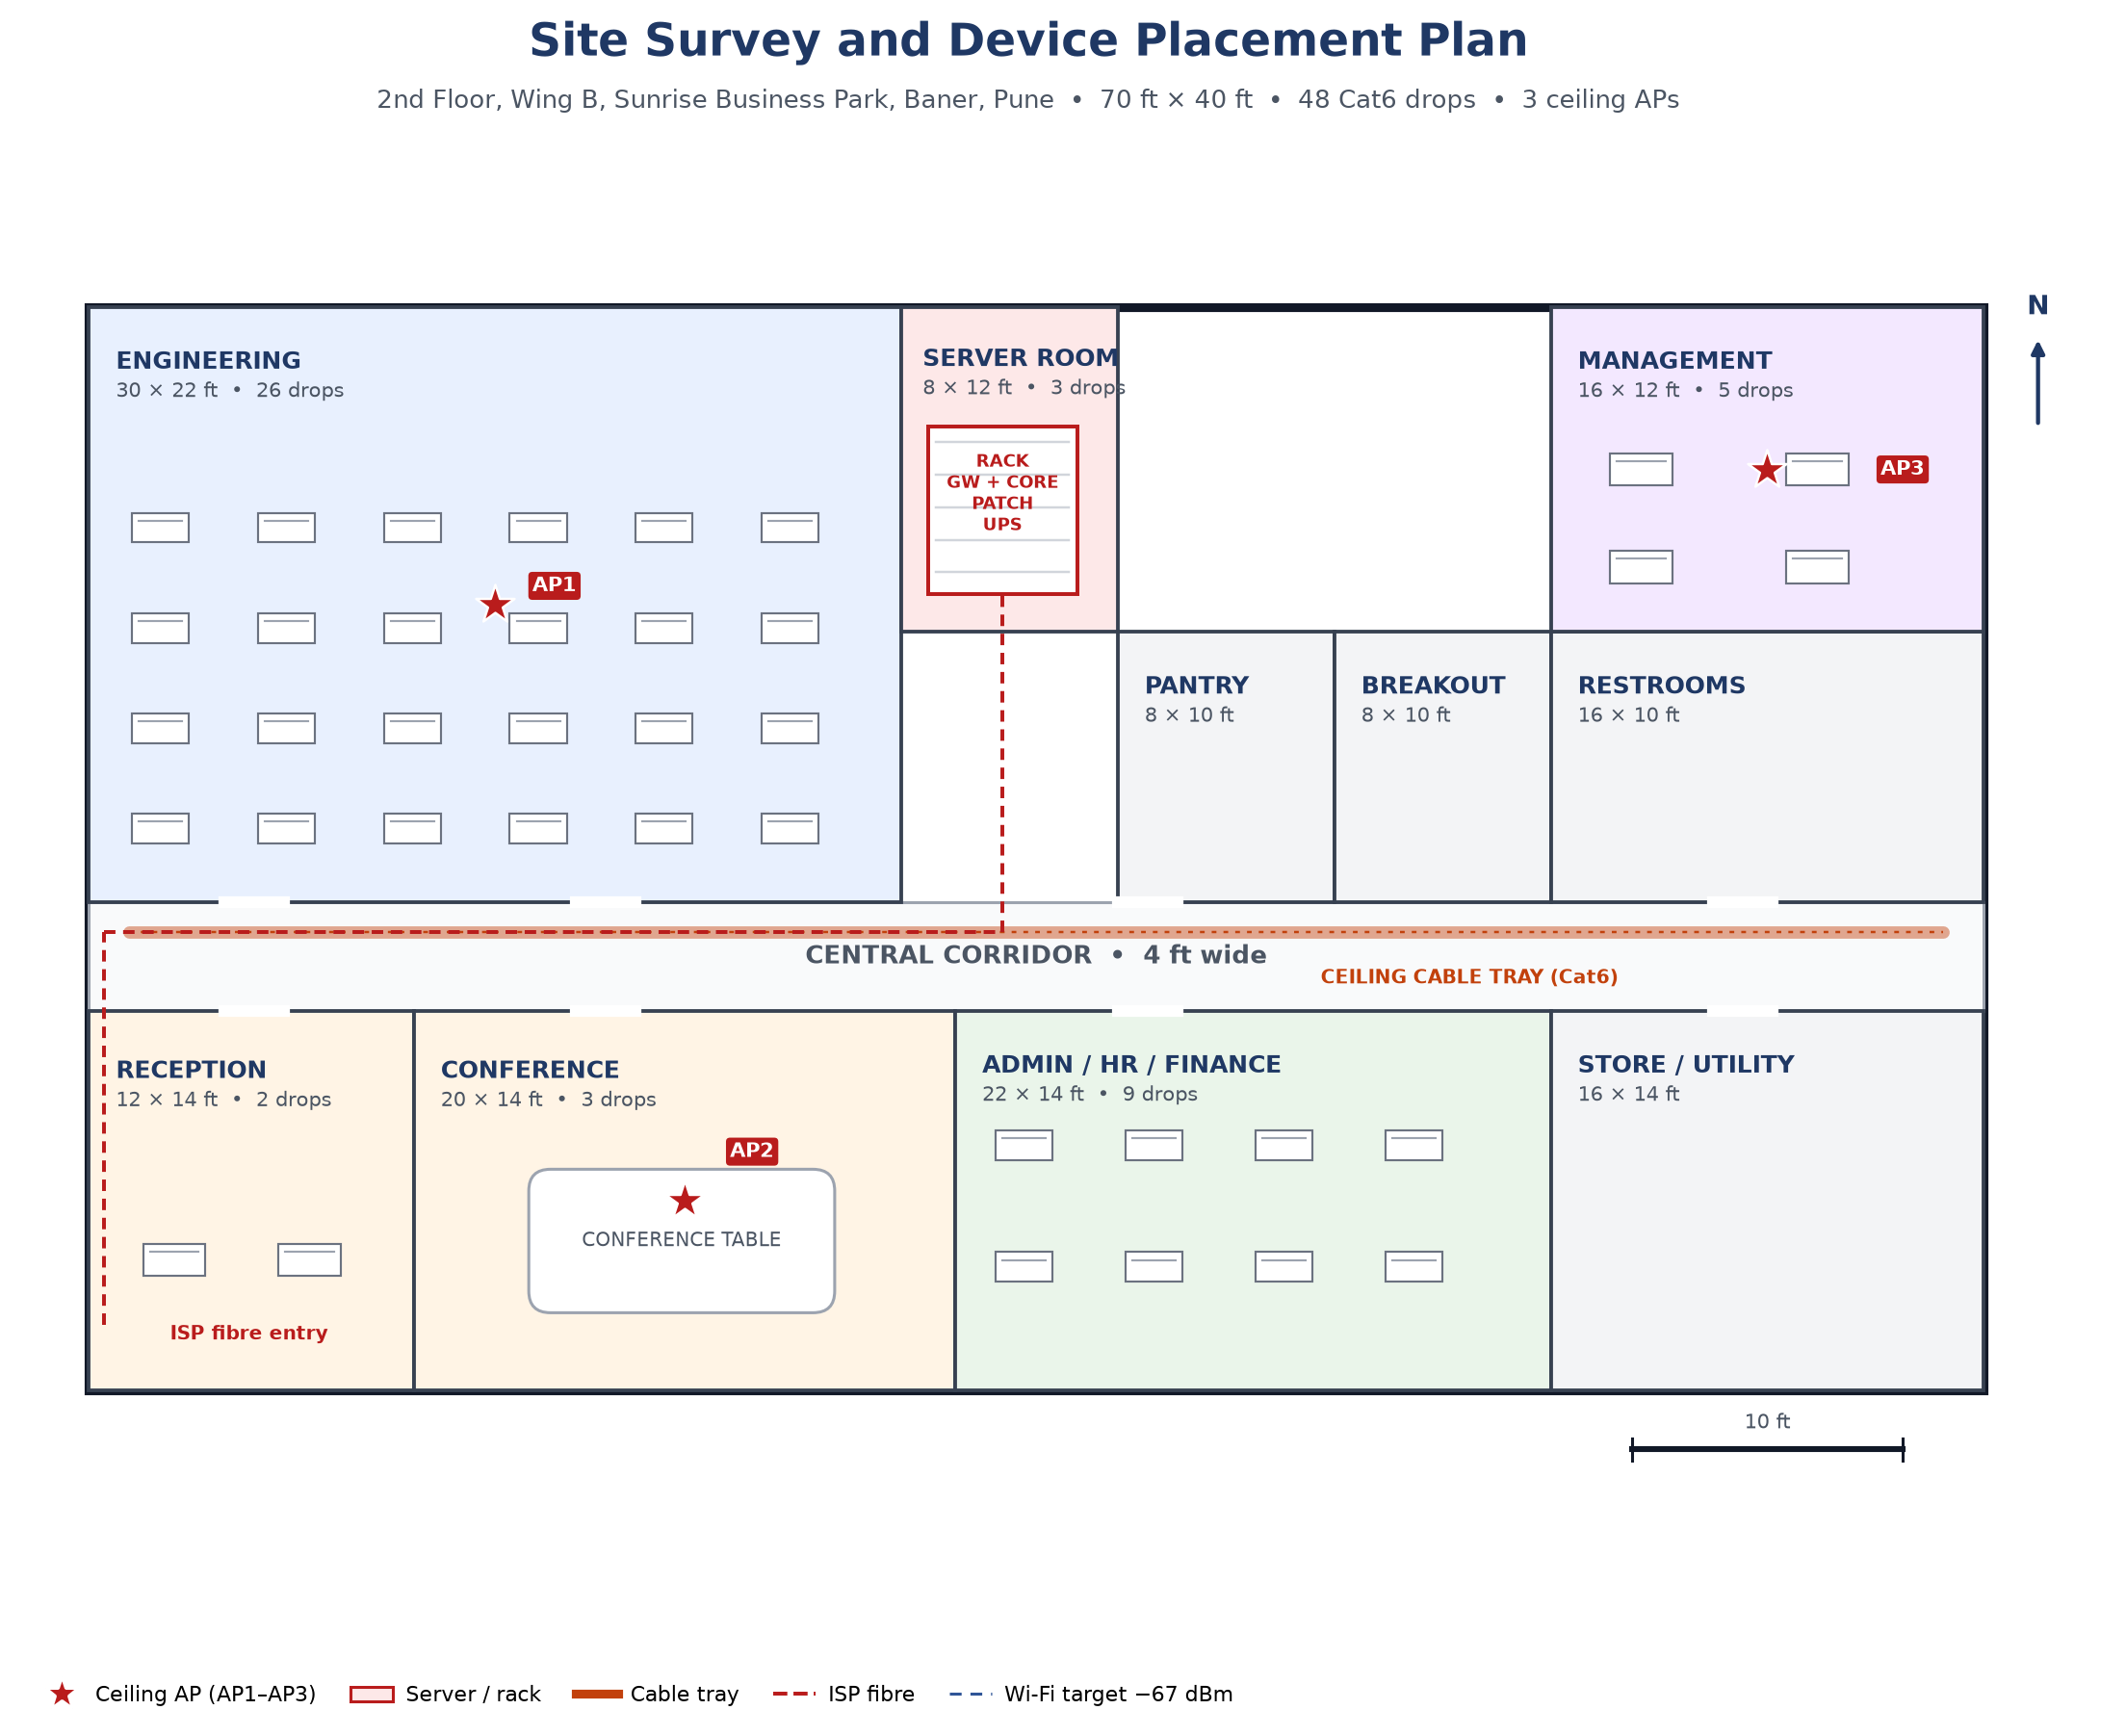 Site Survey and Device Placement Plan
2nd Floor, Wing B, Sunrise Business Park, Baner, Pune • 70 ft × 40 ft • 48 Cat6 drops • 3 ceiling APs
N
ENGINEERING
30 × 22 ft • 26 drops
AP1
SERVER ROOM
8 × 12 ft • 3 drops
RACK
GW + CORE
PATCH
UPS
MANAGEMENT
16 × 12 ft • 5 drops
AP3
PANTRY
8 × 10 ft
BREAKOUT
8 × 10 ft
RESTROOMS
16 × 10 ft
CENTRAL CORRIDOR • 4 ft wide
CEILING CABLE TRAY (Cat6)
RECEPTION
12 × 14 ft • 2 drops
ISP fibre entry
CONFERENCE
20 × 14 ft • 3 drops
AP2
CONFERENCE TABLE
ADMIN / HR / FINANCE
22 × 14 ft • 9 drops
STORE / UTILITY
16 × 14 ft
10 ft
Ceiling AP (AP1–AP3)
Server / rack
Cable tray
ISP fibre
Wi-Fi target −67 dBm